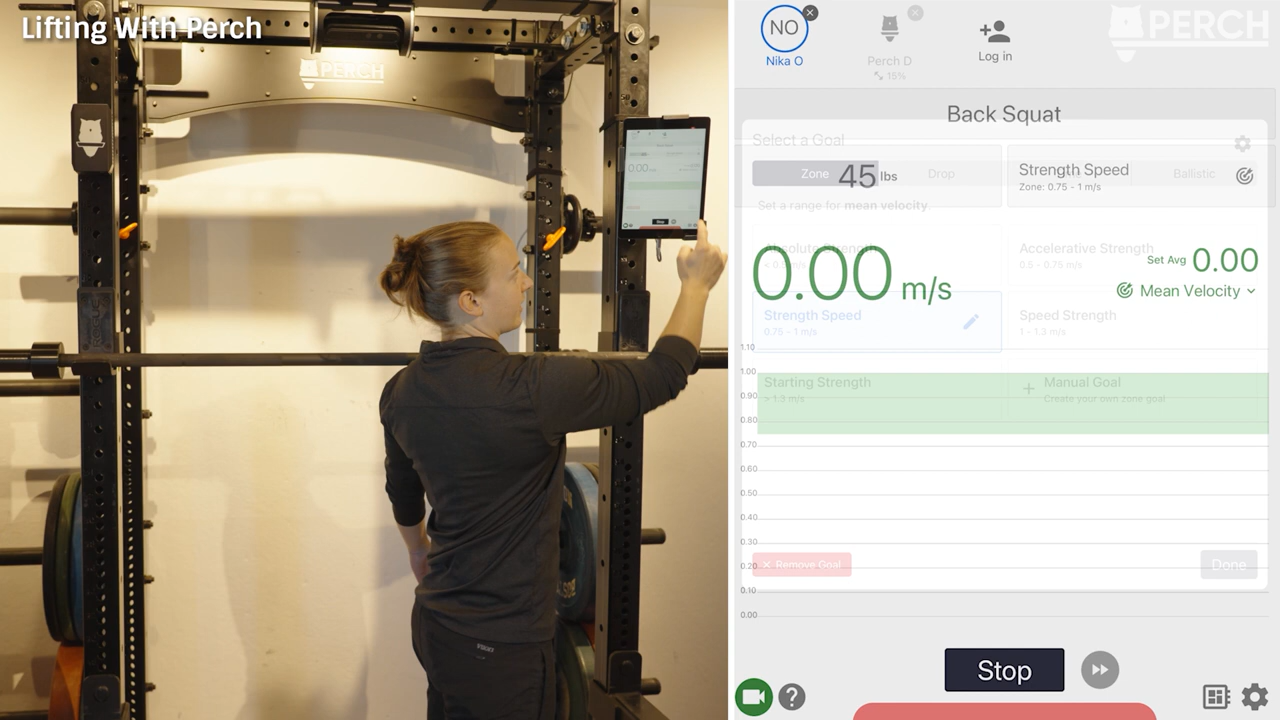 Lifting With Perch
PERCH
NO
Nika O
Perch D
15%
Log in
PERCH
Back Squat
Select a Goal
Zone
45 lbs
Drop
Strength Speed
Zone: 0.75 - 1 m/s
Ballistic
Set a range for mean velocity
Absolute Strength
Accelerative Strength
0.5 - 0.75 m/s
0.00 m/s
Set Avg 0.00
Mean Velocity
Strength Speed
0.75 - 1 m/s
Speed Strength
1 - 1.3 m/s
1.10
1.00
Starting Strength
> 1.3 m/s
+ Manual Goal
Create your own zone goal
0.90
0.80
0.70
0.60
0.50
0.40
0.30
0.20
× Remove Goal
Done
0.10
0.00
Stop